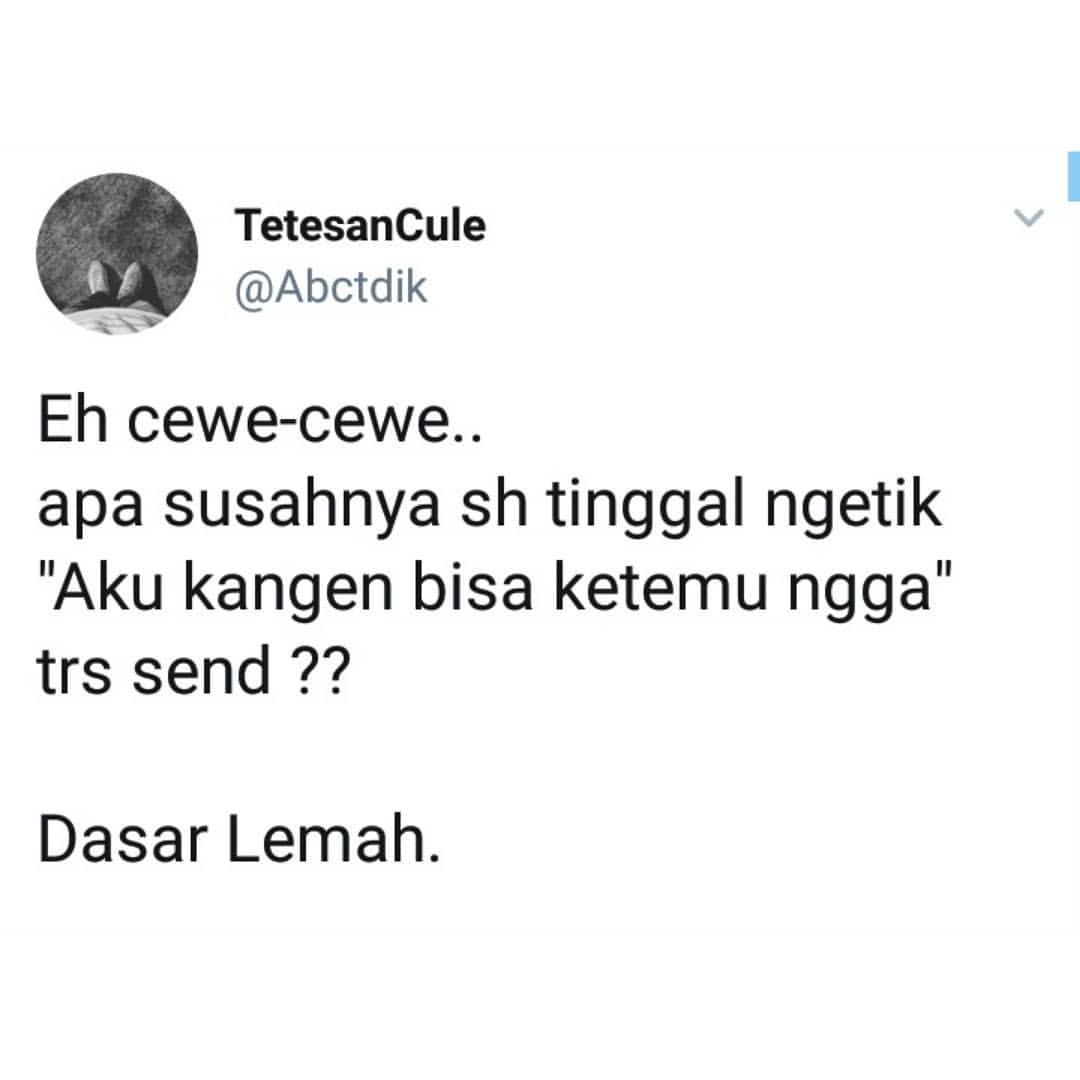 TetesanCule
@Abctdik
Eh cewe-cewe..
apa susahnya sh tinggal ngetik
"Aku kangen bisa ketemu ngga"
trs send ??
Dasar Lemah.